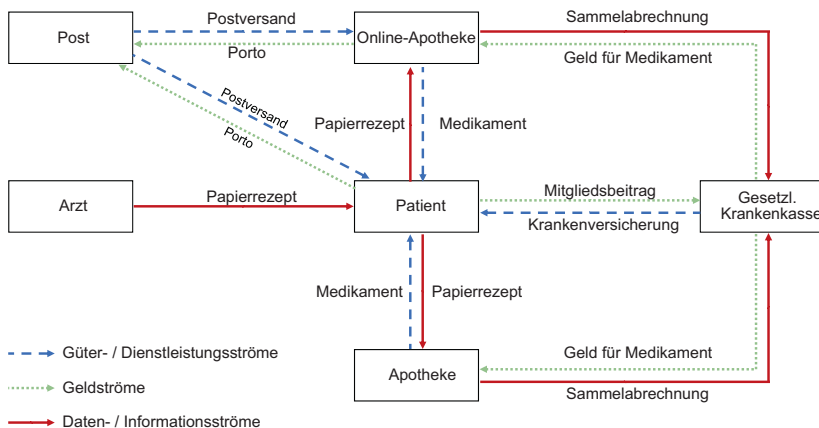 Postversand
Sammelabrechnung
Post
Online-Apotheke
Porto
Geld für Medikament
Postversand
Porto
Papierrezept
Medikament
Arzt
Papierrezept
Patient
Mitgliedsbeitrag
Krankenversicherung
Gesetzl.
Krankenkasse
Medikament
Papierrezept
Güter- / Dienstleistungsströme
Geld für Medikament
Apotheke
Geldströme
Sammelabrechnung
Daten- / Informationsströme